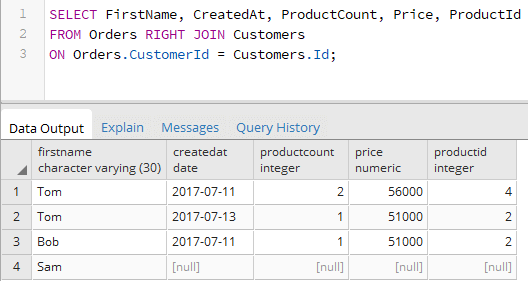 1 SELECT FirstName, CreatedAt, ProductCount, Price, ProductId
2 FROM Orders RIGHT JOIN Customers
3 ON Orders.CustomerId = Customers.Id;
Data Output Explain Messages Query History
firstname createdat productcount price productid
character varying (30) date integer numeric integer
1 Tom 2017-07-11 2 56000 4
2 Tom 2017-07-13 1 51000 2
3 Bob 2017-07-11 1 51000 2
4 Sam [null] [null] [null] [null]